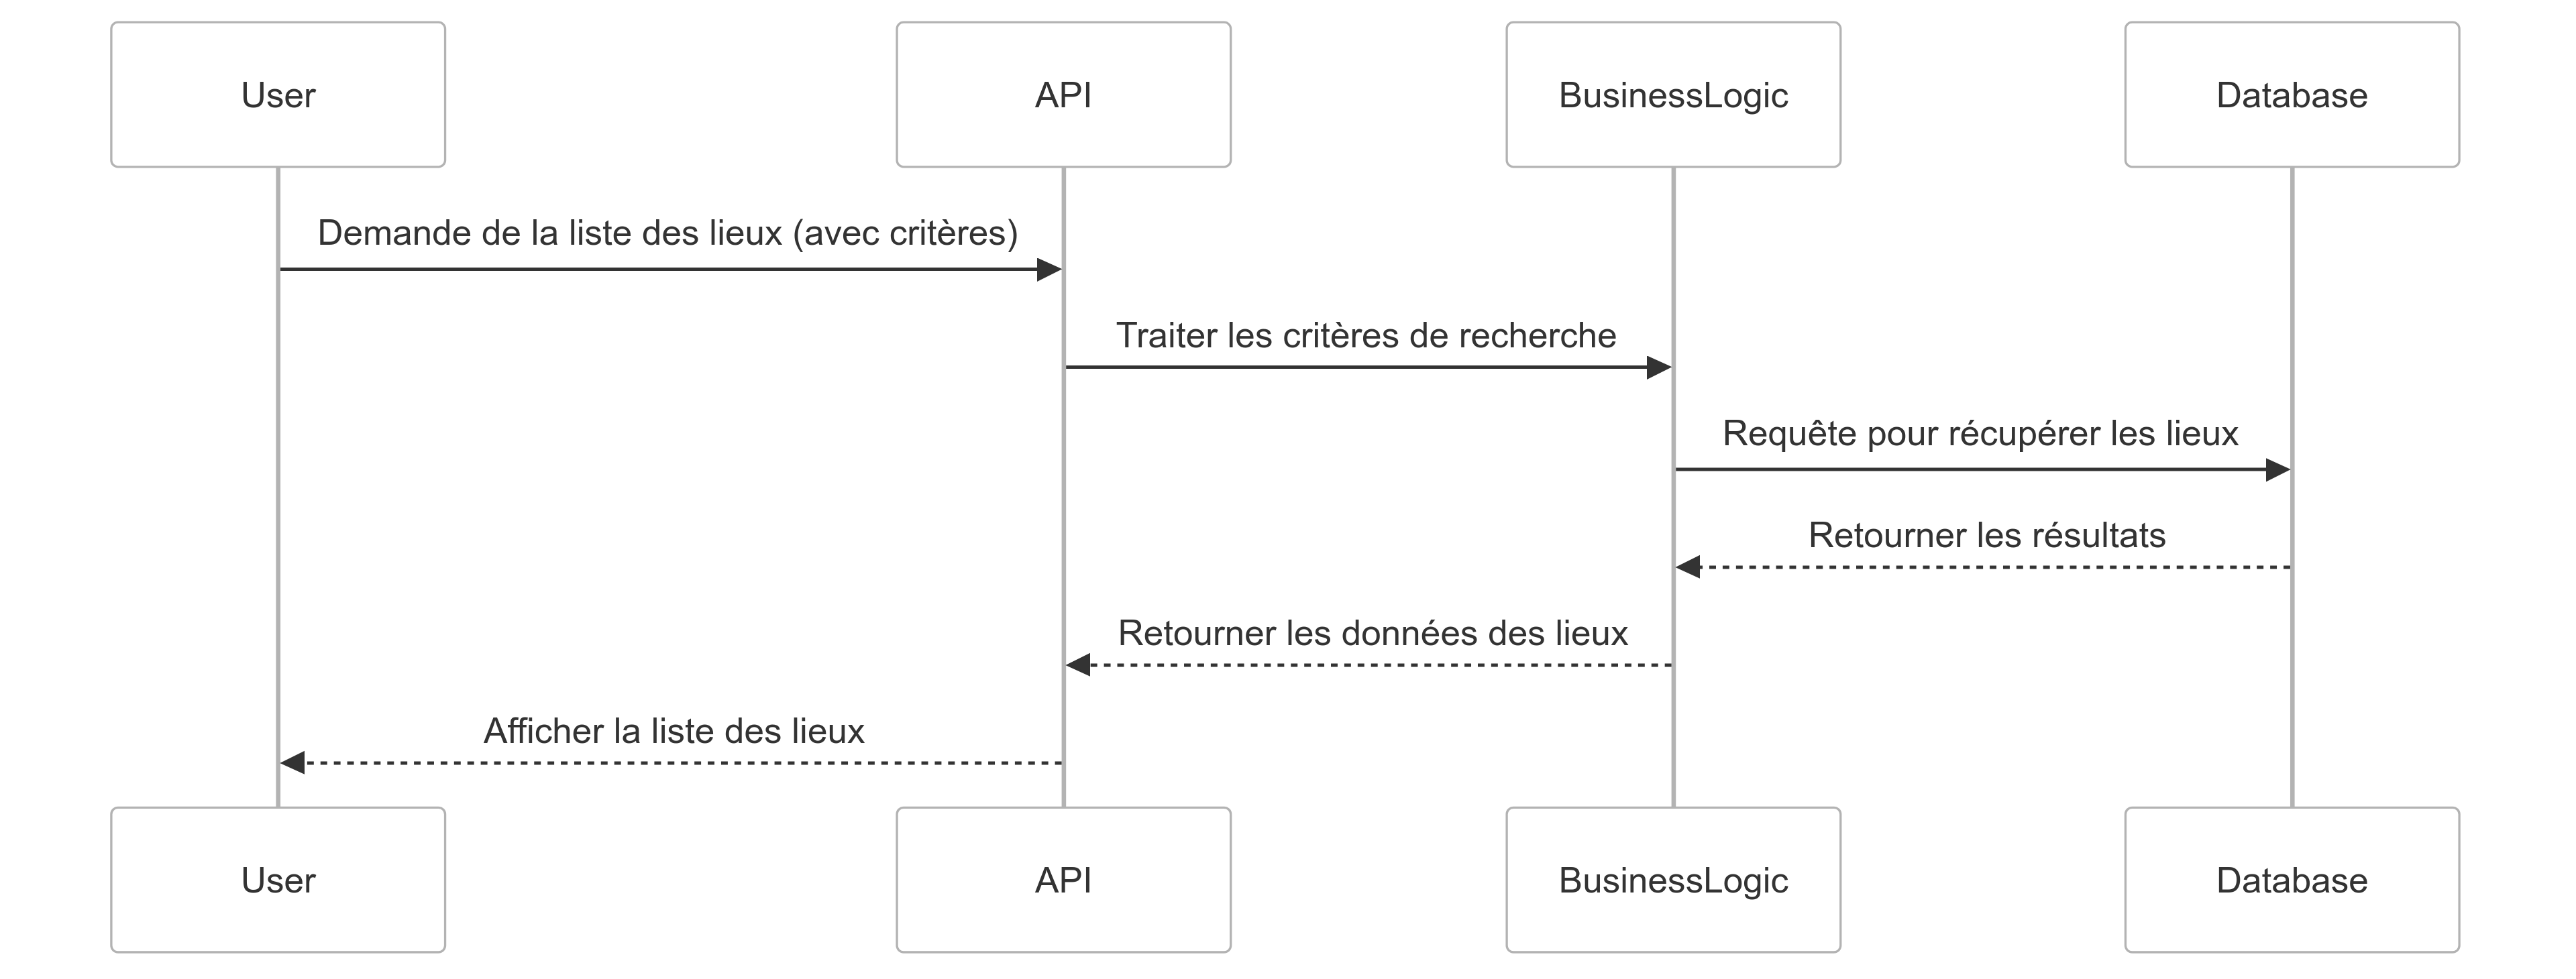 User
API
BusinessLogic
Database
Demande de la liste des lieux (avec critères)
Traiter les critères de recherche
Requête pour récupérer les lieux
Retourner les résultats
Retourner les données des lieux
Afficher la liste des lieux
User
API
BusinessLogic
Database